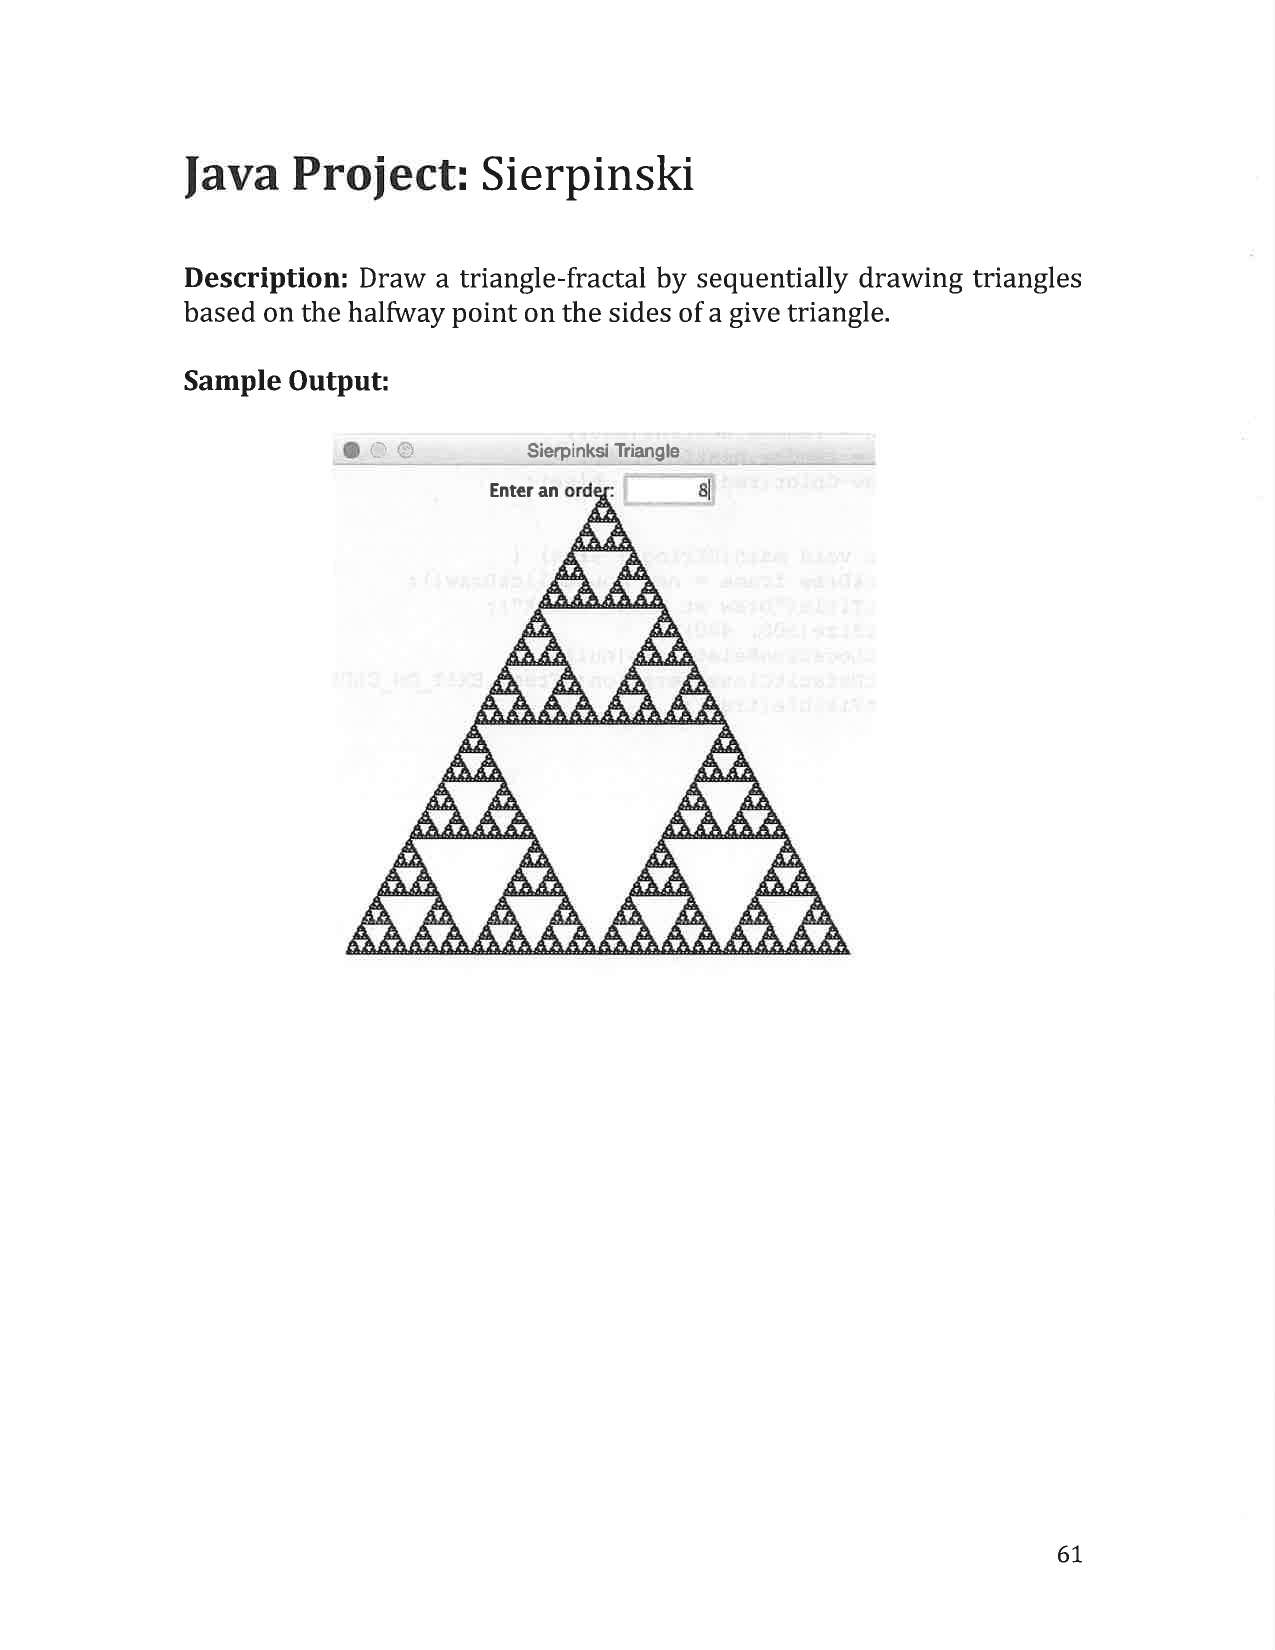 Java Project: Sierpinski
Description: Draw a triangle-fractal by sequentially drawing triangles
based on the halfway point on the sides of a give triangle.
Sample Output:
Sierpinksi Triangle
Enter an order: 8
61